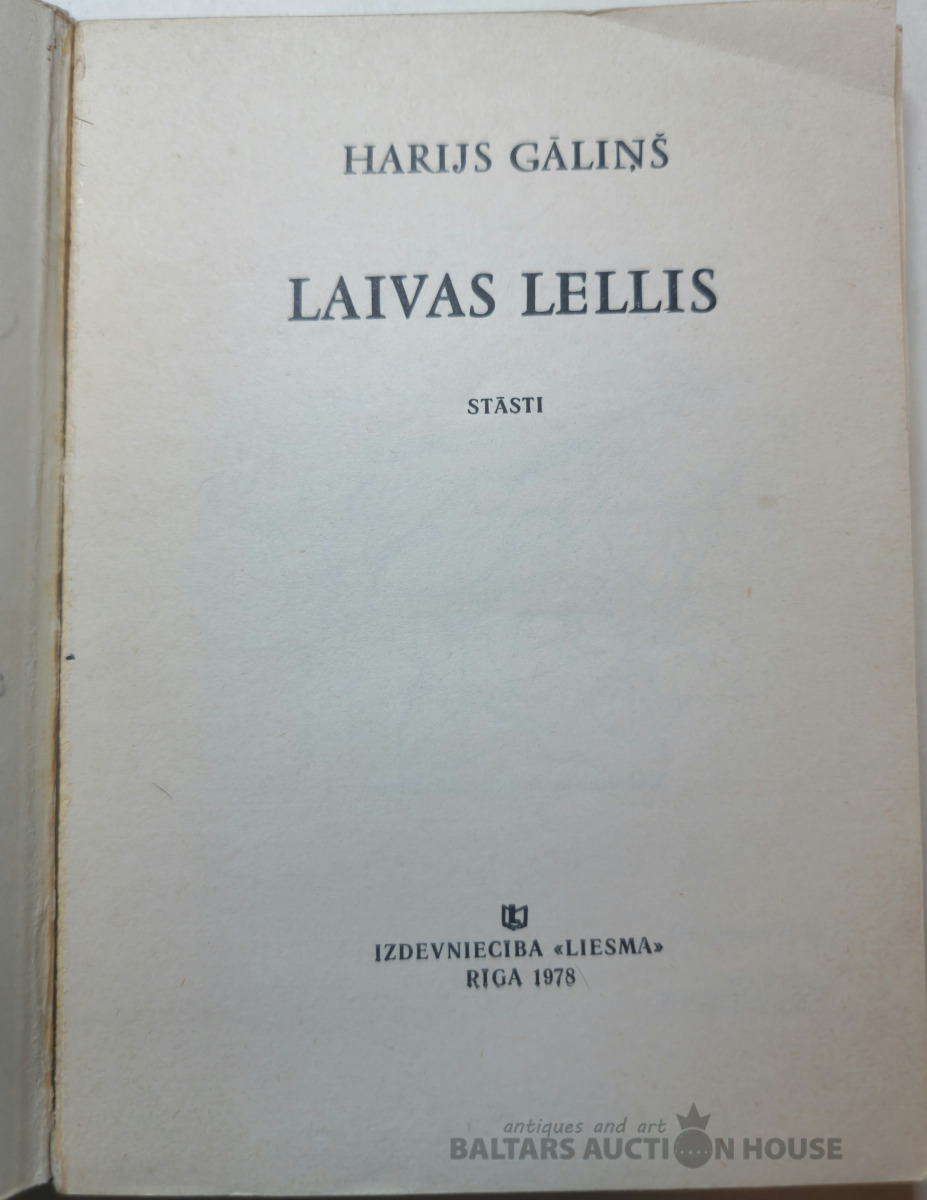 HARIJS GĀLIŅŠ
LAIVAS LELLIS
STĀSTI
IZDEVNIECĪBA «LIESMA»
RĪGA 1978
antiques and art
BALTARS AUCTION HOUSE